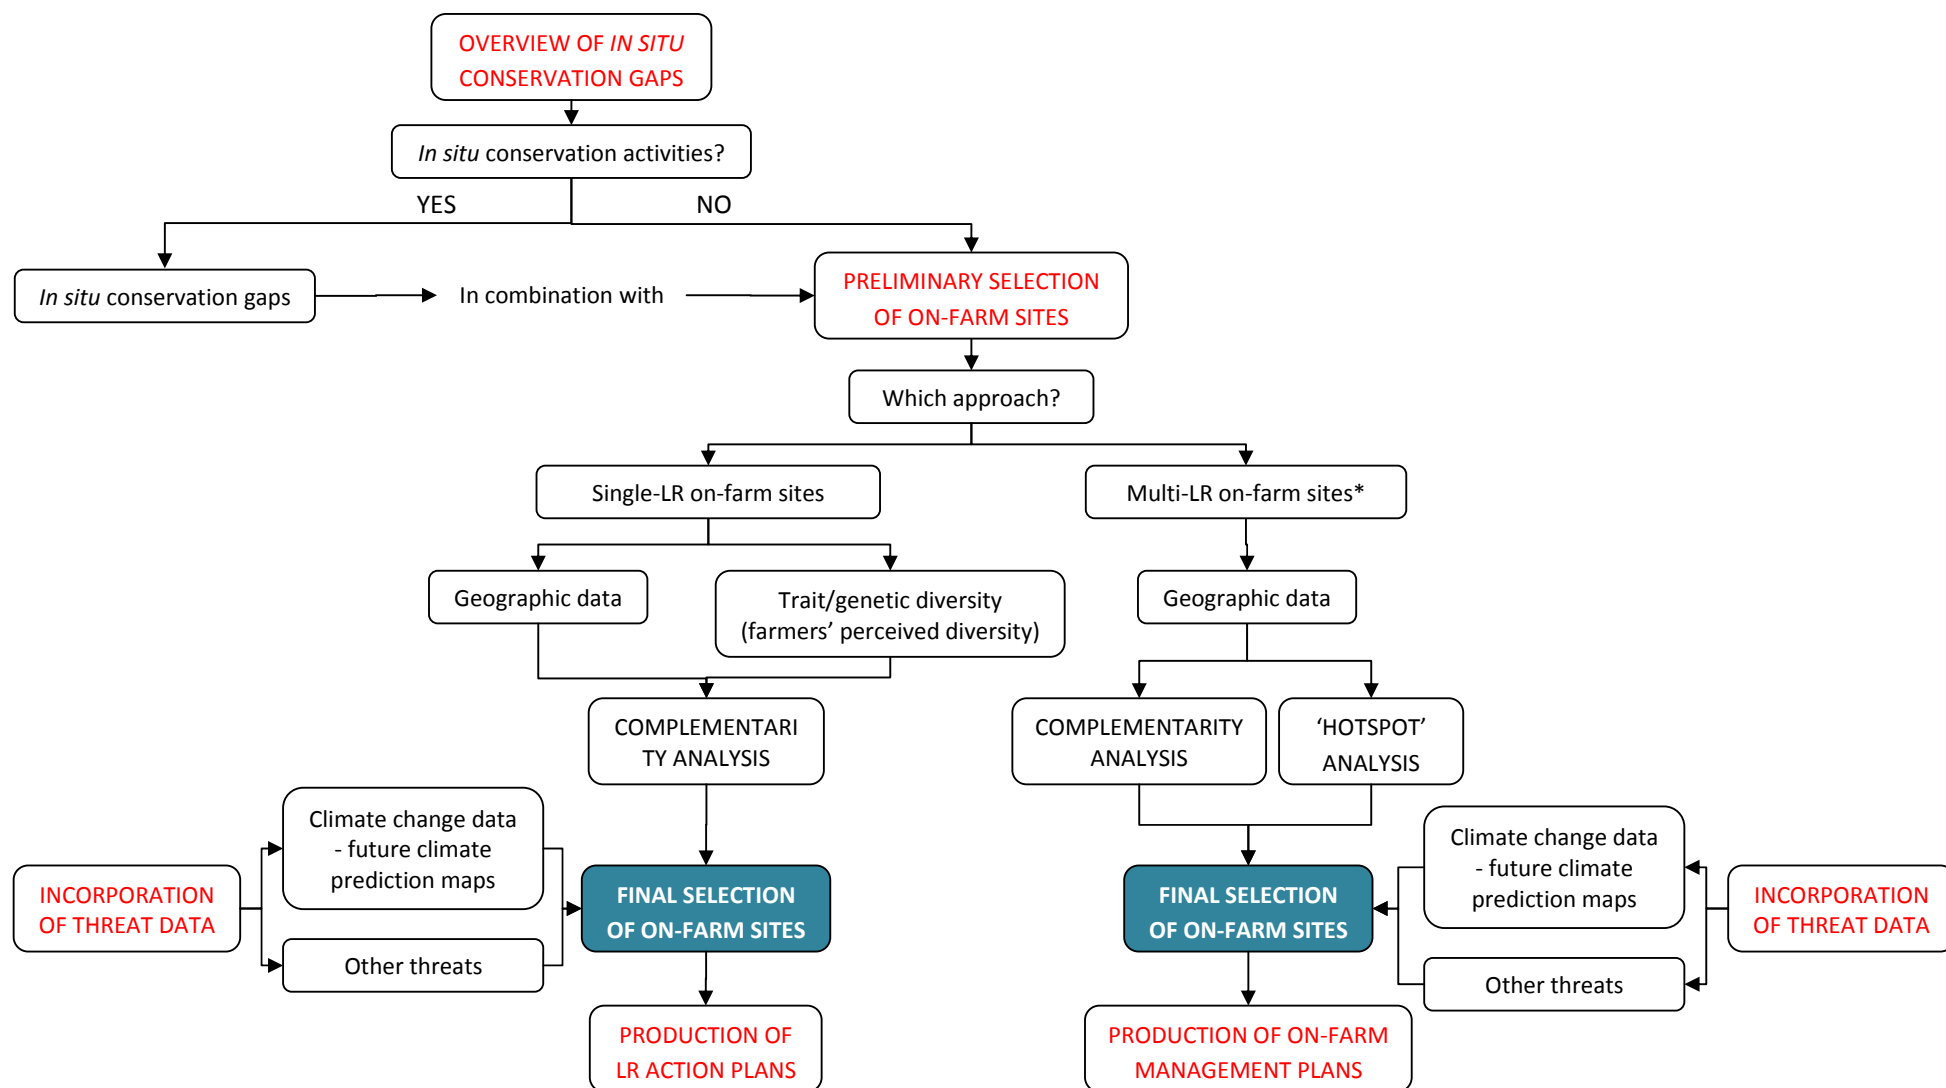 OVERVIEW OF IN SITU
CONSERVATION GAPS
In situ conservation activities?
YES
NO
In situ conservation gaps
In combination with
PRELIMINARY SELECTION
OF ON-FARM SITES
Which approach?
Single-LR on-farm sites
Multi-LR on-farm sites*
Geographic data
Trait/genetic diversity
(farmers’ perceived diversity)
Geographic data
COMPLEMENTARI
TY ANALYSIS
COMPLEMENTARITY
ANALYSIS
‘HOTSPOT’
ANALYSIS
INCORPORATION
OF THREAT DATA
Climate change data
- future climate
prediction maps
Other threats
FINAL SELECTION
OF ON-FARM SITES
FINAL SELECTION
OF ON-FARM SITES
Climate change data
- future climate
prediction maps
Other threats
INCORPORATION
OF THREAT DATA
PRODUCTION OF
LR ACTION PLANS
PRODUCTION OF ON-FARM
MANAGEMENT PLANS